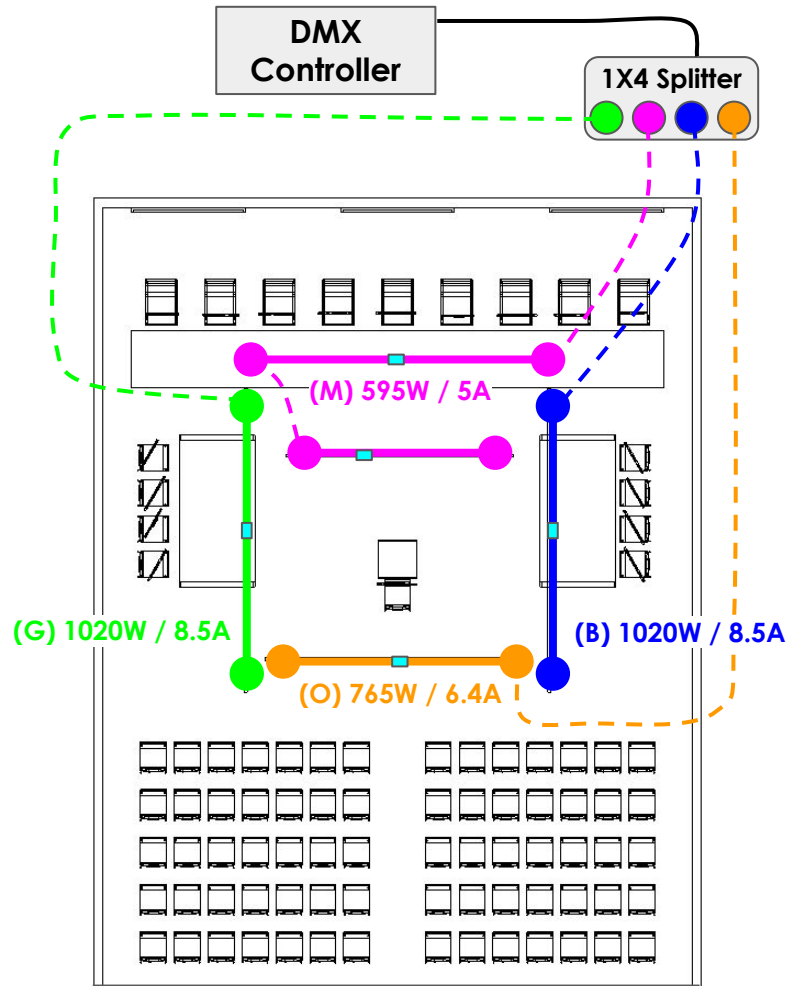 DMX
Controller
1X4 Splitter
(M) 595W / 5A
(G) 1020W / 8.5A
(B) 1020W / 8.5A
(O) 765W / 6.4A